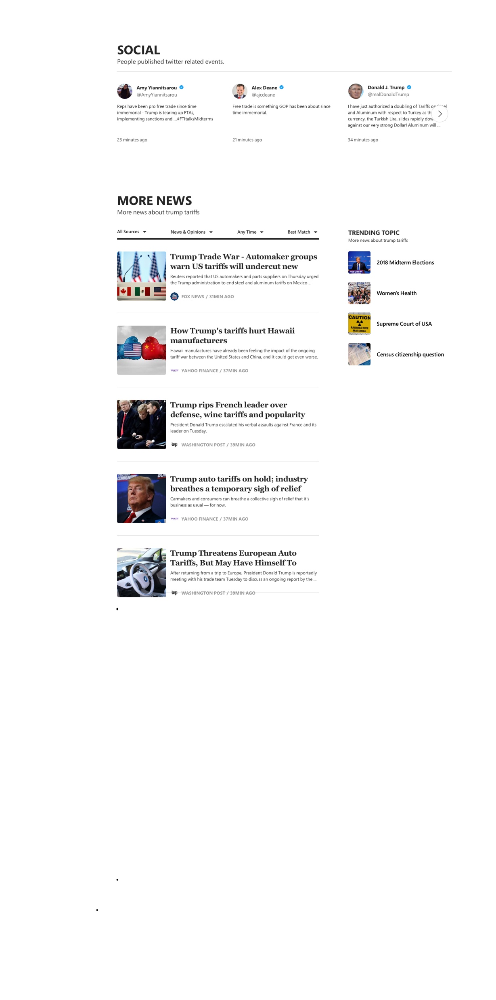 SOCIAL
People published twitter related events.
Amy Yiannitsarou
@AmyYiannitsarou
Reps have been pro free trade since time
immemorial - Trump is tearing up FTAs,
implementing sanctions and ...#FTItalksMidterms
23 minutes ago
Alex Deane
@ajcdeane
Free trade is something GOP has been about since
time immemorial.
21 minutes ago
Donald J. Trump
@realDonaldTrump
I have just authorized a doubling of Tariffs on
and Aluminum with respect to Turkey as
currency, the Turkish Lira, slides rapidly
against our very strong Dollar! Aluminum will ...
34 minutes ago
MORE NEWS
More news about trump tariffs
All Sources
News & Opinions
Any Time
Best Match
Trump Trade War - Automaker groups
warn US tariffs will undercut new
Reuters reported that US automakers and parts suppliers on Thursday urged
the Trump administration to end steel and aluminum tariffs on Mexico ...
FOX NEWS / 31MIN AGO
How Trump's tariffs hurt Hawaii
manufacturers
Hawaii manufactures have already been feeling the impact of the ongoing
tariff war between the United States and China, and it could get even worse.
YAHOO!
YAHOO FINANCE / 37MIN AGO
Trump rips French leader over
defense, wine tariffs and popularity
President Donald Trump escalated his verbal assaults against France and its
leader on Tuesday.
wp
WASHINGTON POST / 39MIN AGO
Trump auto tariffs on hold; industry
breathes a temporary sigh of relief
Carmakers and consumers can breathe a collective sigh of relief that it's
business as usual — for now.
YAHOO!
YAHOO FINANCE / 37MIN AGO
Trump Threatens European Auto
Tariffs, But May Have Himself To
After returning from a trip to Europe, President Donald Trump is reportedly
meeting with his trade team Tuesday to discuss an ongoing report by the ...
wp
WASHINGTON POST / 39MIN AGO
TRENDING TOPIC
More news about trump tariffs
TRUMP
2018 Midterm Elections
Women's Health
CAUTION
RADIOACTIVE
MATERIAL
Supreme Court of USA
10
10
Census citizenship question